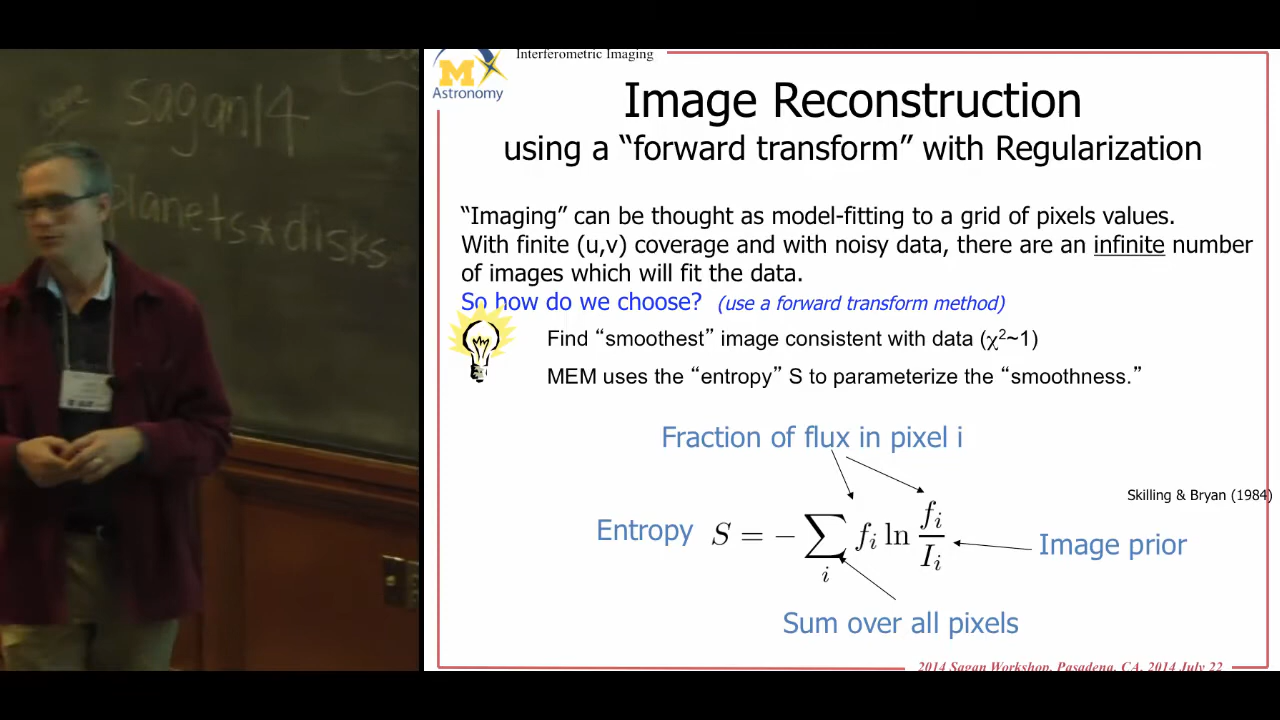 sagan14
planets * disks
Interferometric Imaging
M
Astronomy
Image Reconstruction
using a “forward transform” with Regularization
“Imaging” can be thought as model-fitting to a grid of pixels values.
With finite (u,v) coverage and with noisy data, there are an infinite number
of images which will fit the data.
So how do we choose? (use a forward transform method)
Find “smoothest” image consistent with data (χ²~1)
MEM uses the “entropy” S to parameterize the “smoothness.”
Fraction of flux in pixel i
Skilling & Bryan (1984)
Entropy S = − ∑_i f_i ln f_i / I_i
Image prior
Sum over all pixels
2014 Sagan Workshop, Pasadena, CA, 2014 July 22